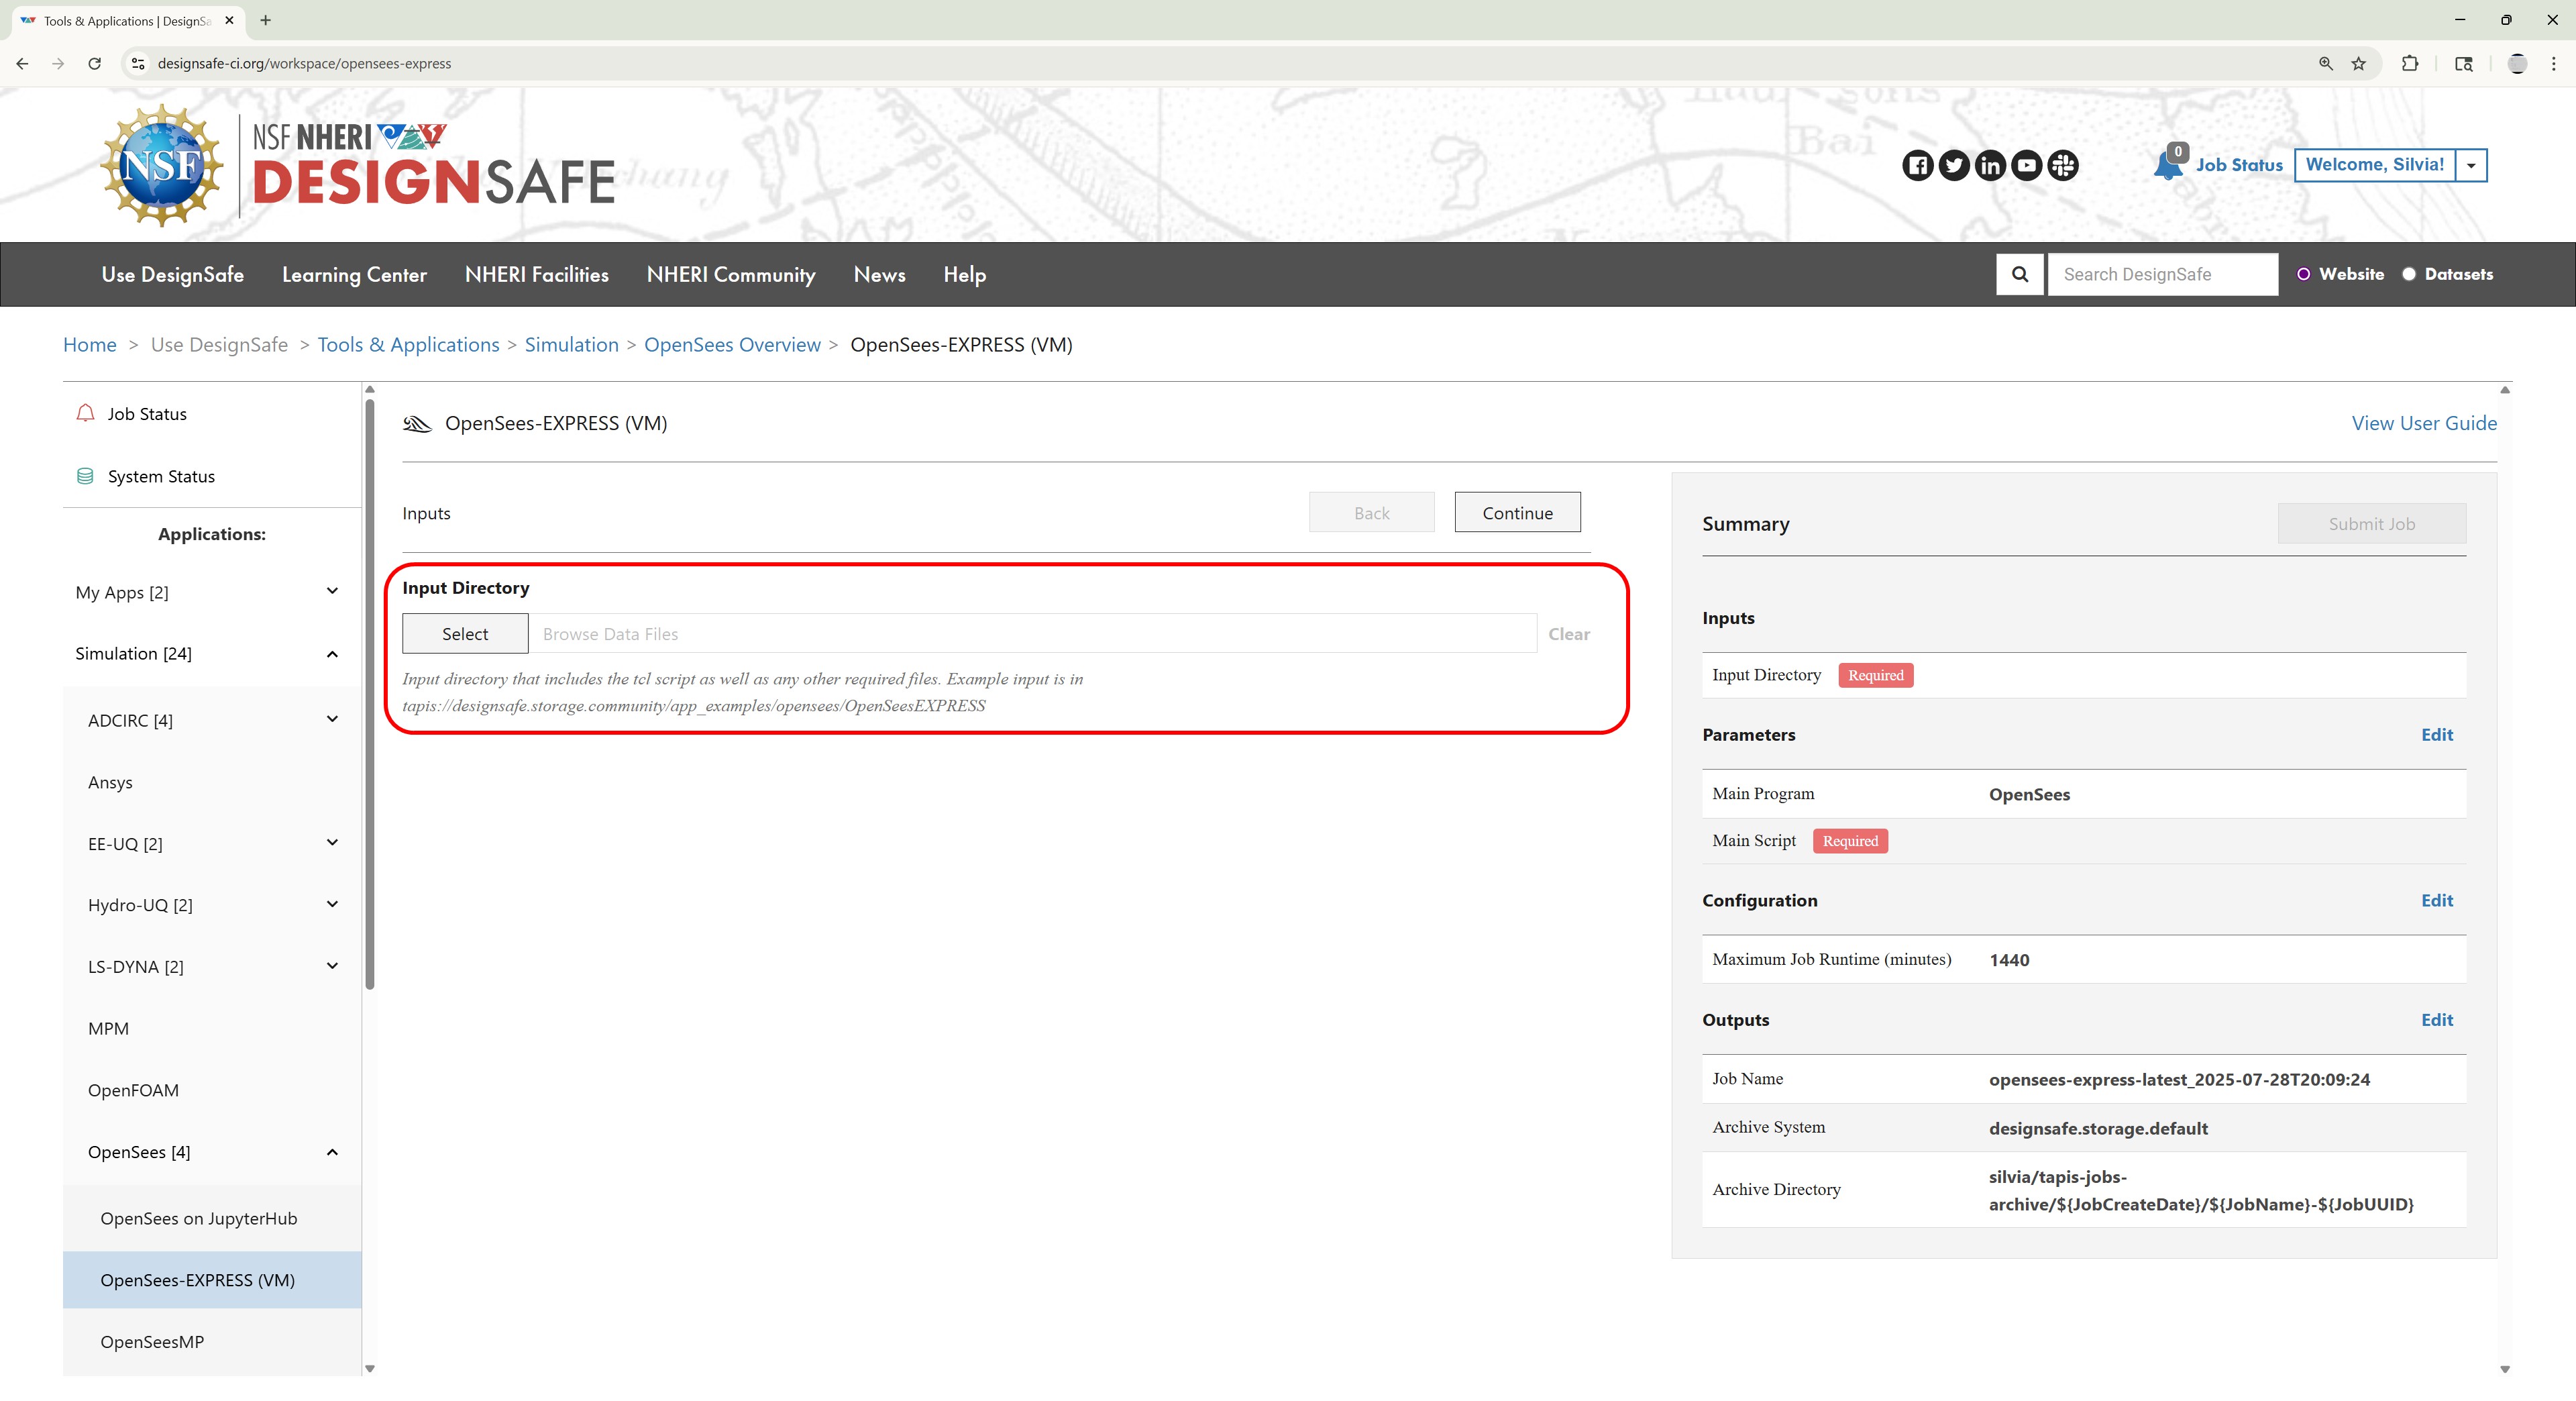 Tools & Applications | DesignSa
designsafe-ci.org/workspace/opensees-express
NSF
NSF NHERI
DESIGNSAFE
0
Job Status
Welcome, Silvia!
Use DesignSafe
Learning Center
NHERI Facilities
NHERI Community
News
Help
Search DesignSafe
Website
Datasets
Home > Use DesignSafe > Tools & Applications > Simulation > OpenSees Overview > OpenSees-EXPRESS (VM)
Job Status
System Status
Applications:
My Apps [2]
Simulation [24]
ADCIRC [4]
Ansys
EE-UQ [2]
Hydro-UQ [2]
LS-DYNA [2]
MPM
OpenFOAM
OpenSees [4]
OpenSees on JupyterHub
OpenSees-EXPRESS (VM)
OpenSeesMP
OpenSees-EXPRESS (VM)
View User Guide
Inputs
Back
Continue
Input Directory
Select
Browse Data Files
Clear
Input directory that includes the tcl script as well as any other required files. Example input is in
tapis://designsafe.storage.community/app_examples/opensees/OpenSeesEXPRESS
Summary
Submit Job
Inputs
Input Directory Required
Parameters
Edit
Main Program OpenSees
Main Script Required
Configuration
Edit
Maximum Job Runtime (minutes) 1440
Outputs
Edit
Job Name opensees-express-latest_2025-07-28T20:09:24
Archive System designsafe.storage.default
Archive Directory silvia/tapis-jobs-
archive/${JobCreateDate}/${JobName}-${JobUUID}